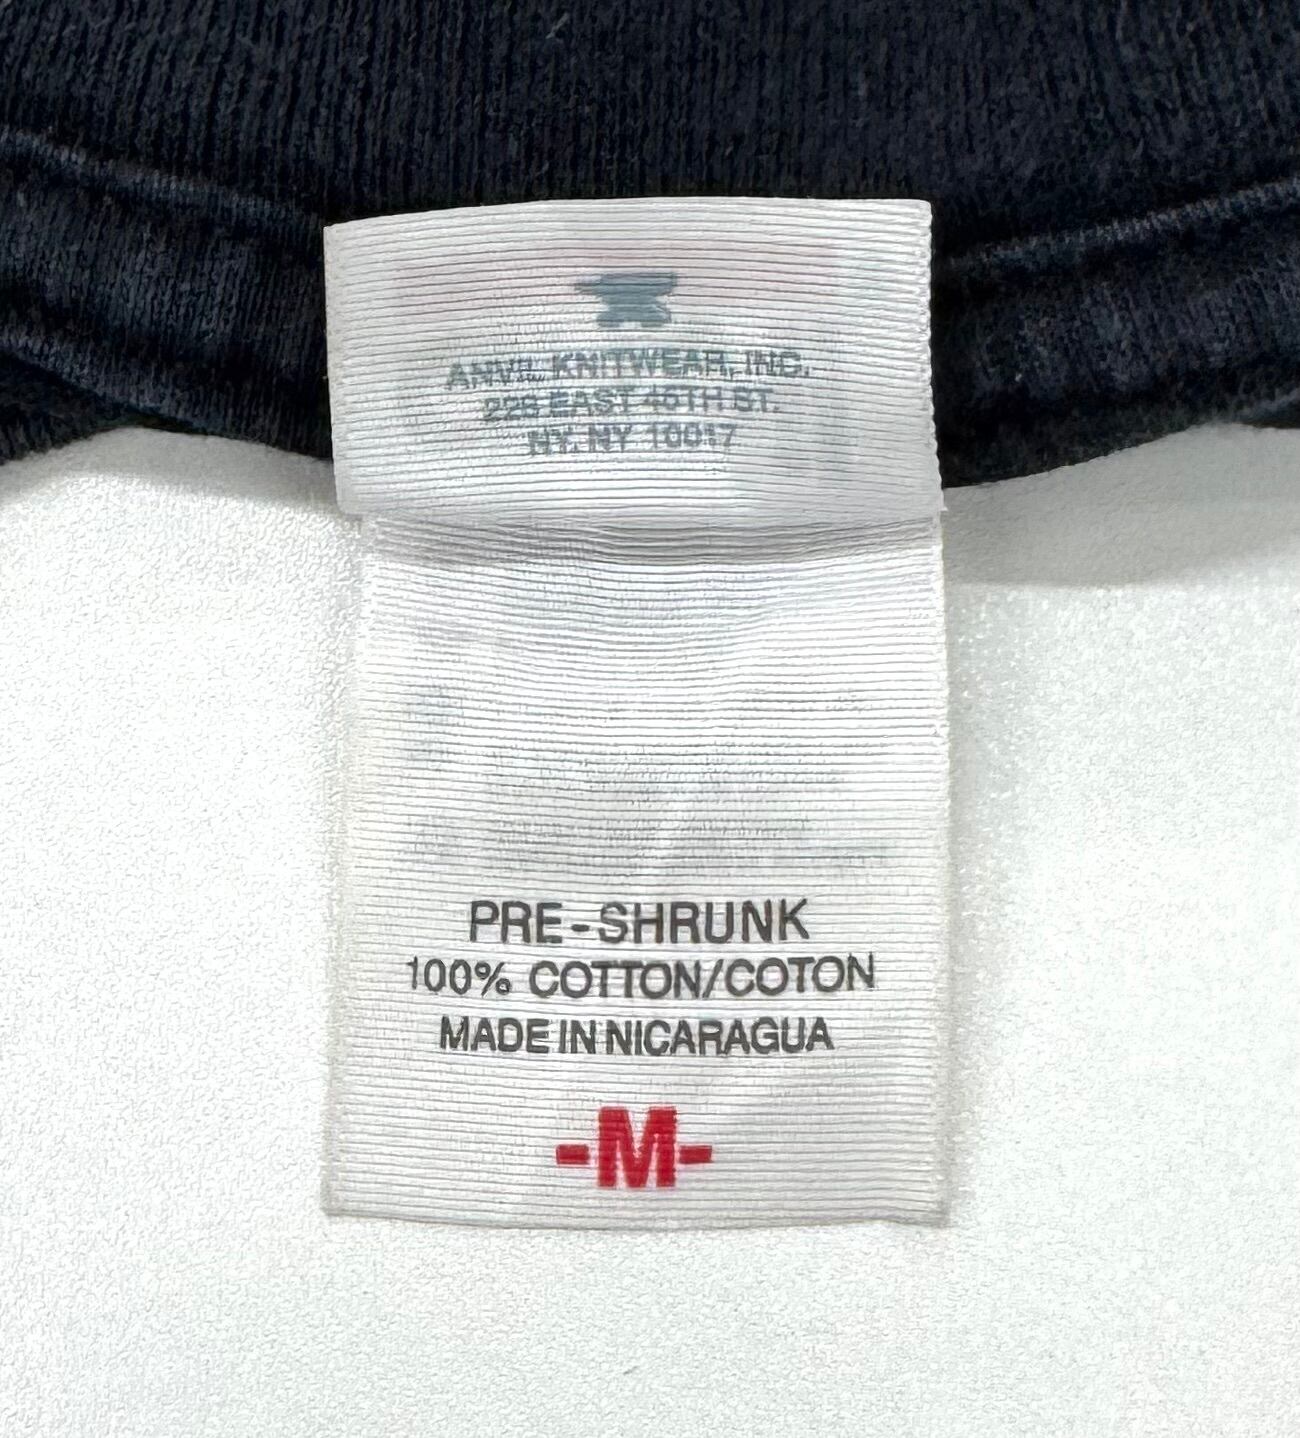 ANVIL KNITWEAR, INC.
228 EAST 45TH ST.
NY, NY 10017
PRE-SHRUNK
100% COTTON/COTON
MADE IN NICARAGUA
-M-